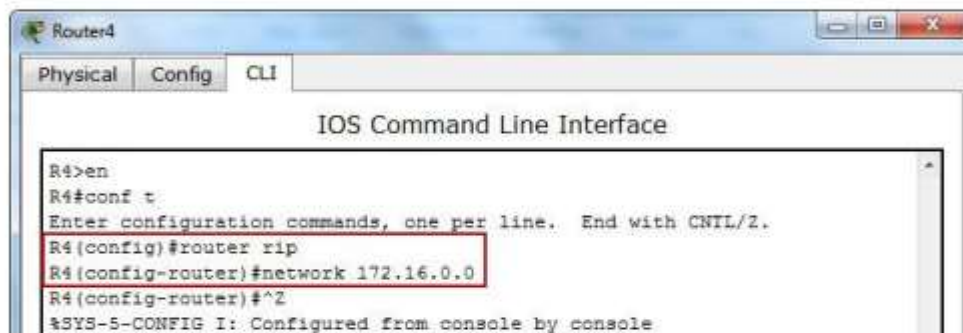 Router4
Physical Config CLI
IOS Command Line Interface
R4>en
R4#conf t
Enter configuration commands, one per line. End with CNTL/Z.
R4(config)#router rip
R4(config-router)#network 172.16.0.0
R4(config-router)#^Z
%SYS-5-CONFIG_I: Configured from console by console